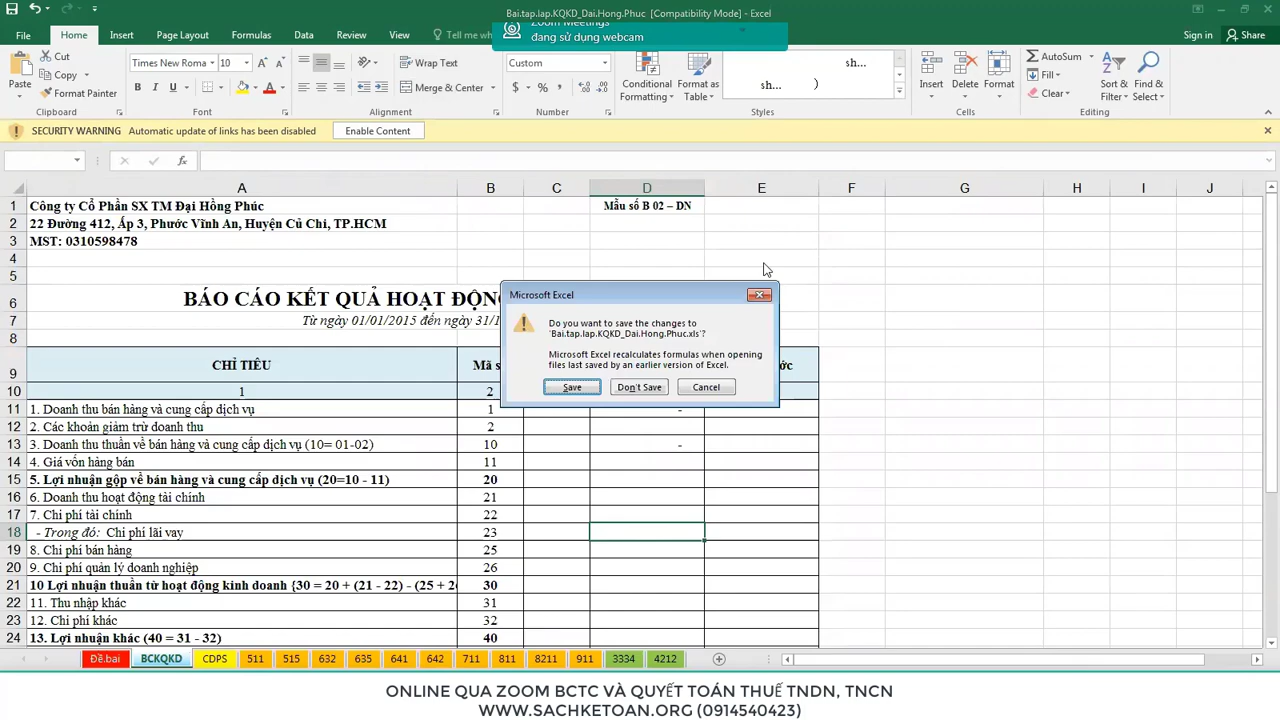 Bai.tap.lap.KQKD_Dai.Hong.Phuc [Compatibility Mode] - Excel
Zoom Meetings
đang sử dụng webcam
File Home Insert Page Layout Formulas Data Review View Tell me Sign in Share
Cut
Copy
Format Painter
Paste
Clipboard
Times New Roma 10
B I U
Font
Wrap Text
Merge & Center
Alignment
Custom
$ % ,
Number
Conditional Formatting
Format as Table
sh...
sh... )
Styles
Insert Delete Format
Cells
AutoSum
Fill
Clear
Sort & Filter
Find & Select
Editing
SECURITY WARNING Automatic update of links has been disabled Enable Content
fx
A B C D E F G H I J
1 Công ty Cổ Phần SX TM Đại Hồng Phúc Mẫu số B 02 – DN
2 22 Đường 412, Ấp 3, Phước Vĩnh An, Huyện Củ Chi, TP.HCM
3 MST: 0310598478
4
5
6 BÁO CÁO KẾT QUẢ HOẠT ĐỘNG
7 Từ ngày 01/01/2015 đến ngày 31/1
8
9 CHỈ TIÊU Mã s ớc
10 1 2
11 1. Doanh thu bán hàng và cung cấp dịch vụ 1 -
12 2. Các khoản giảm trừ doanh thu 2
13 3. Doanh thu thuần về bán hàng và cung cấp dịch vụ (10= 01-02) 10 -
14 4. Giá vốn hàng bán 11
15 5. Lợi nhuận gộp về bán hàng và cung cấp dịch vụ (20=10 - 11) 20
16 6. Doanh thu hoạt động tài chính 21
17 7. Chi phí tài chính 22
18 - Trong đó: Chi phí lãi vay 23
19 8. Chi phí bán hàng 25
20 9. Chi phí quản lý doanh nghiệp 26
21 10 Lợi nhuận thuần từ hoạt động kinh doanh {30 = 20 + (21 - 22) - (25 + 2 30
22 11. Thu nhập khác 31
23 12. Chi phí khác 32
24 13. Lợi nhuận khác (40 = 31 - 32) 40
Microsoft Excel
Do you want to save the changes to
'Bai.tap.lap.KQKD_Dai.Hong.Phuc.xls'?
Microsoft Excel recalculates formulas when opening
files last saved by an earlier version of Excel.
Save Don't Save Cancel
Đề.bai BCKQKD CDPS 511 515 632 635 641 642 711 811 8211 911 3334 4212
ONLINE QUA ZOOM BCTC VÀ QUYẾT TOÁN THUẾ TNDN, TNCN
WWW.SACHKETOAN.ORG (0914540423)